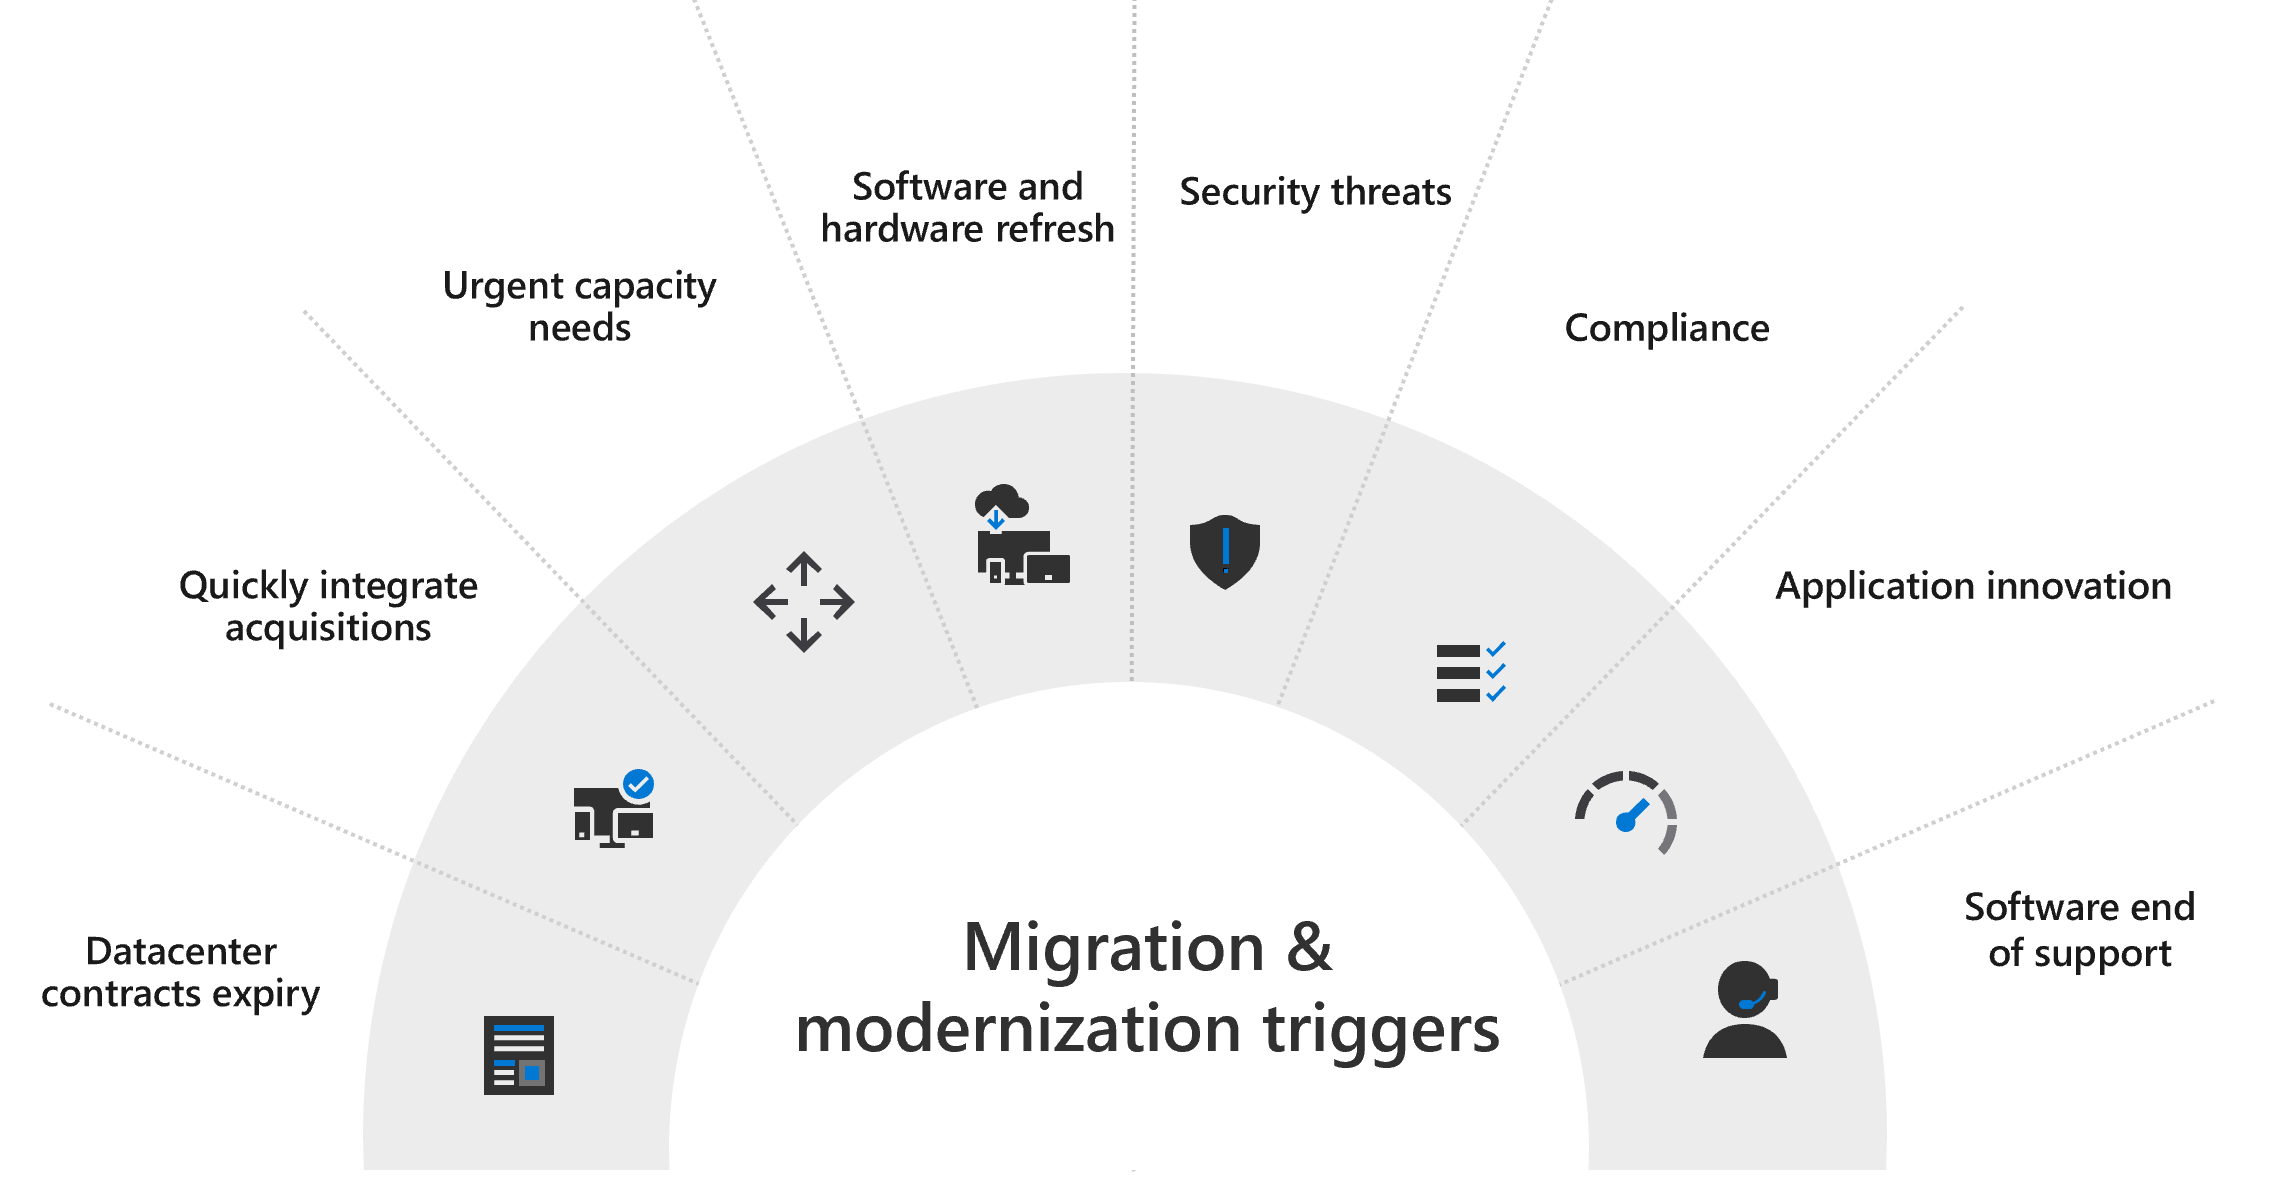 Software and
hardware refresh
Security threats
Urgent capacity
needs
Compliance
Quickly integrate
acquisitions
Application innovation
Datacenter
contracts expiry
Software end
of support
Migration &
modernization triggers